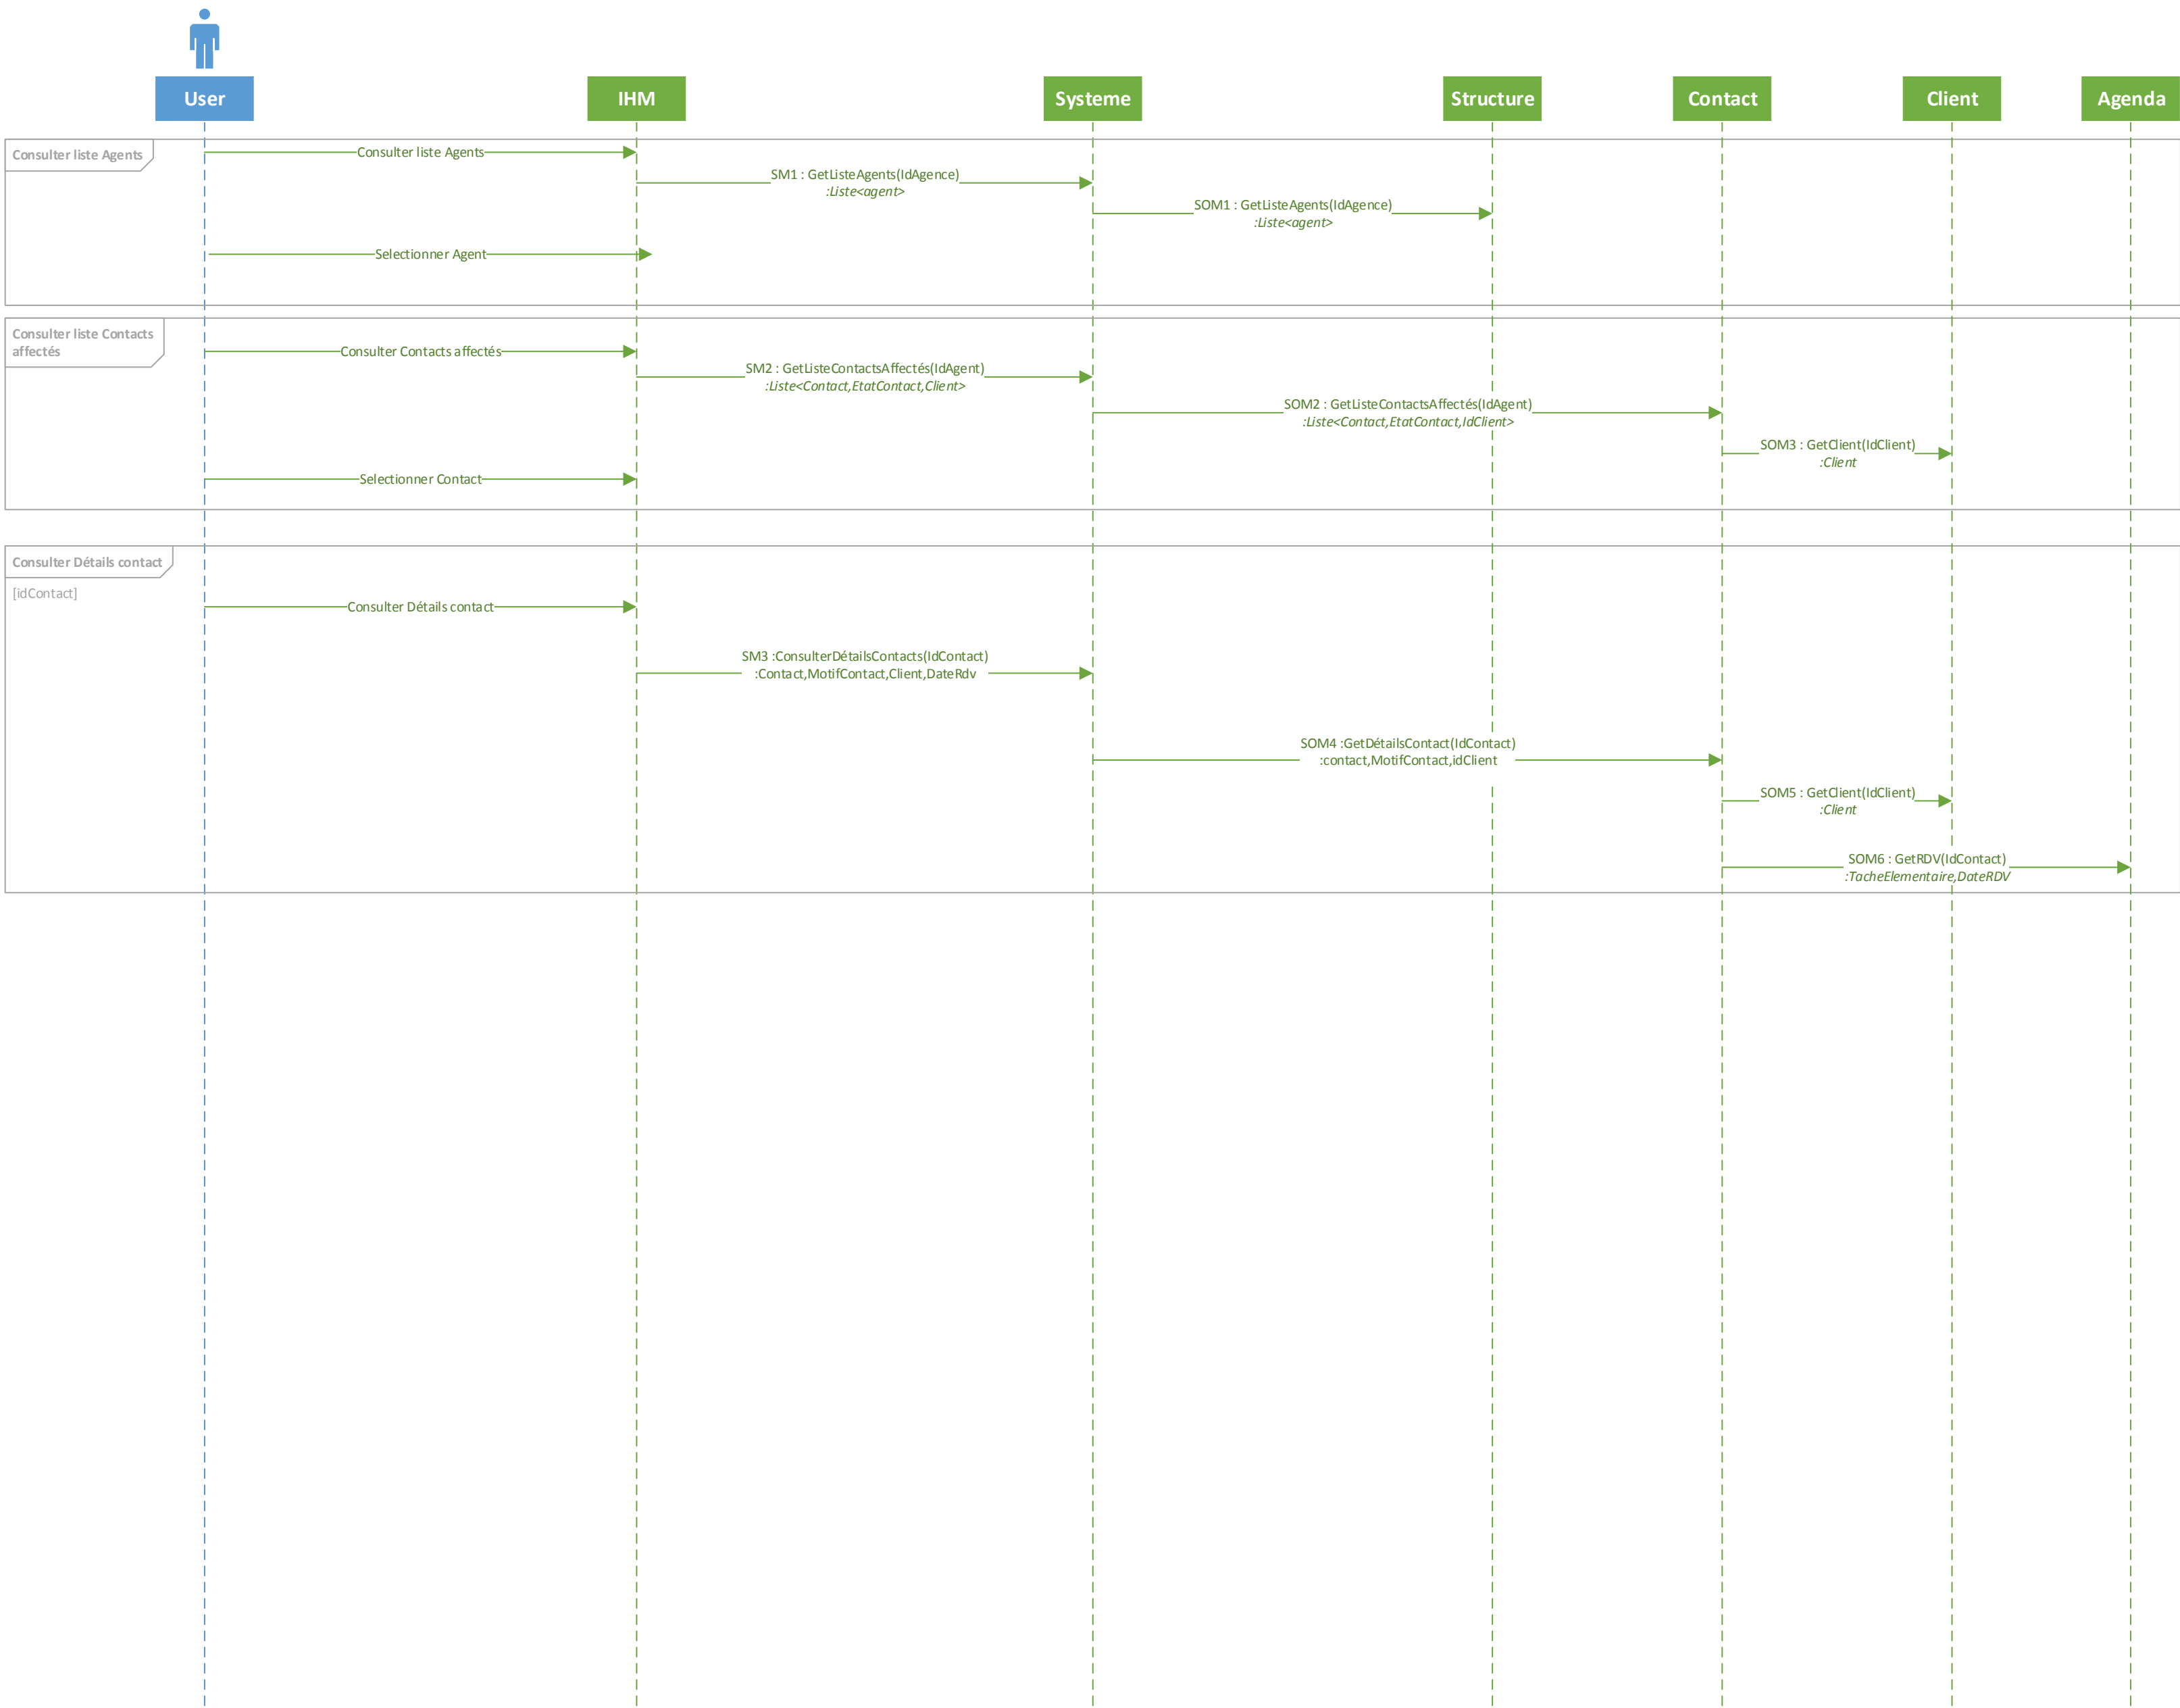 User
IHM
Systeme
Structure
Contact
Client
Agenda
Consulter liste Agents
Consulter liste Agents
SM1 : GetListeAgents(IdAgence)
:Liste<agent>
SOM1 : GetListeAgents(IdAgence)
:Liste<agent>
Selectionner Agent
Consulter liste Contacts
affectés
Consulter Contacts affectés
SM2 : GetListeContactsAffectés(IdAgent)
:Liste<Contact,EtatContact,Client>
SOM2 : GetListeContactsAffectés(IdAgent)
:Liste<Contact,EtatContact,IdClient>
SOM3 : GetClient(IdClient)
:Client
Selectionner Contact
Consulter Détails contact
[idContact]
Consulter Détails contact
SM3 :ConsulterDétailsContacts(IdContact)
:Contact,MotifContact,Client,DateRdv
SOM4 :GetDétailsContact(IdContact)
:contact,MotifContact,idClient
SOM5 : GetClient(IdClient)
:Client
SOM6 : GetRDV(IdContact)
:TacheElementaire,DateRDV